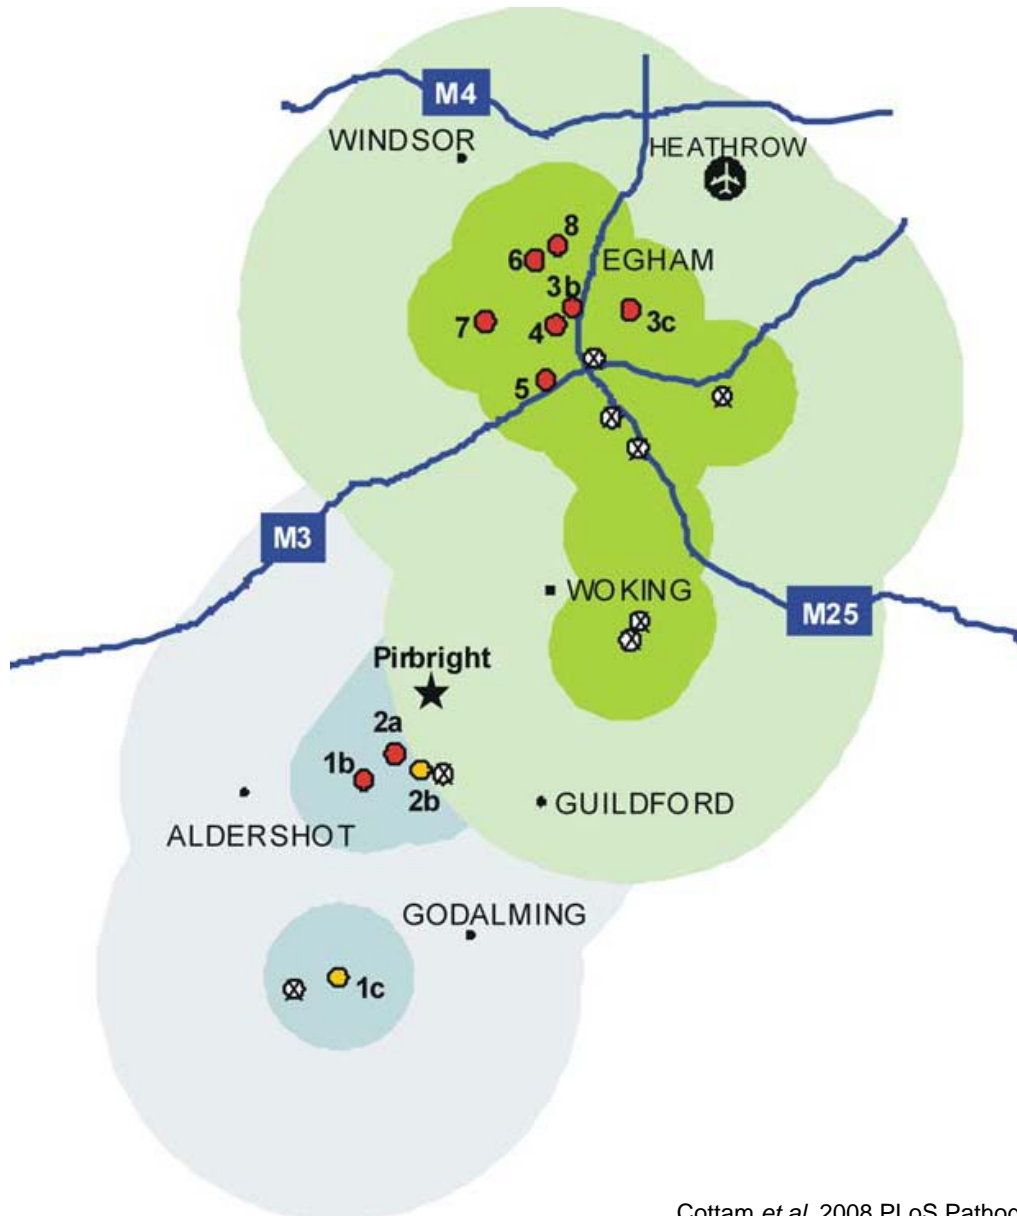 M4
WINDSOR
HEATHROW
8
6
EGHAM
3b
7
4
3c
5
M3
WOKING
M25
Pirbright
2a
1b
2b
GUILDFORD
ALDERSHOT
GODALMING
1c
Cottam et al. 2008 PLoS Pathog